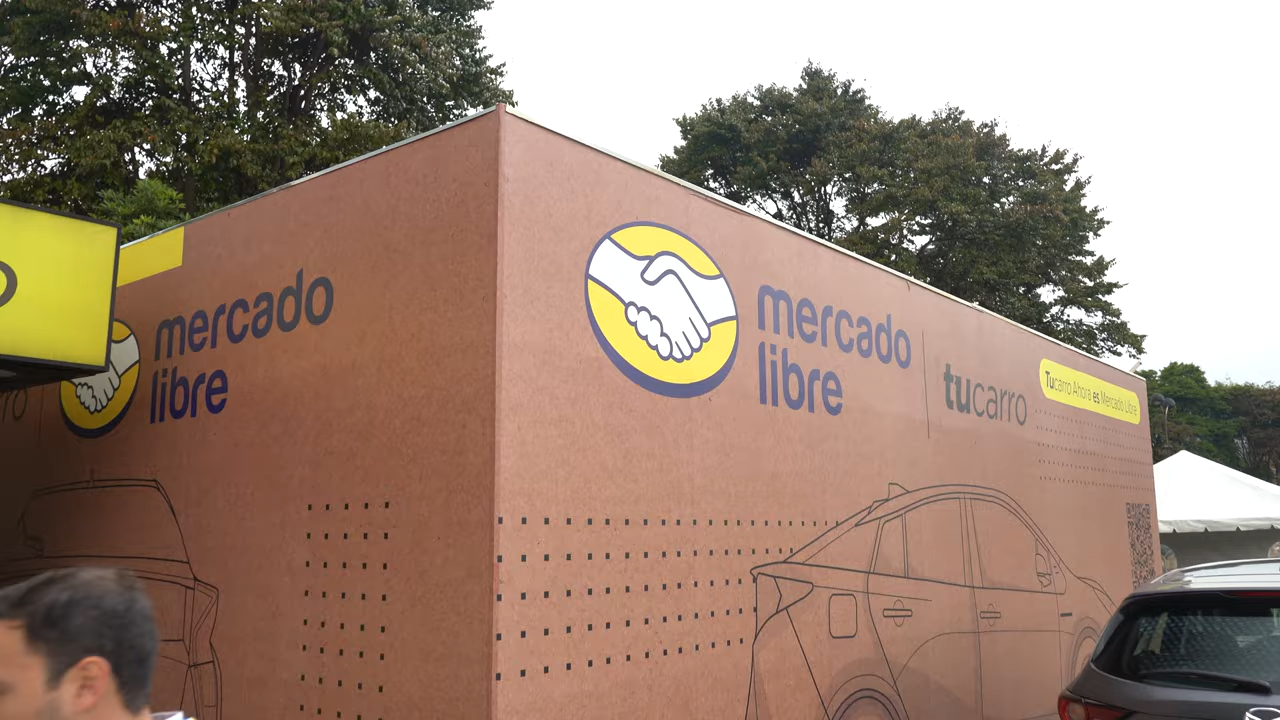 mercado
libre
mercado
libre
tucarro
Tucarro Ahora es Mercado Libre